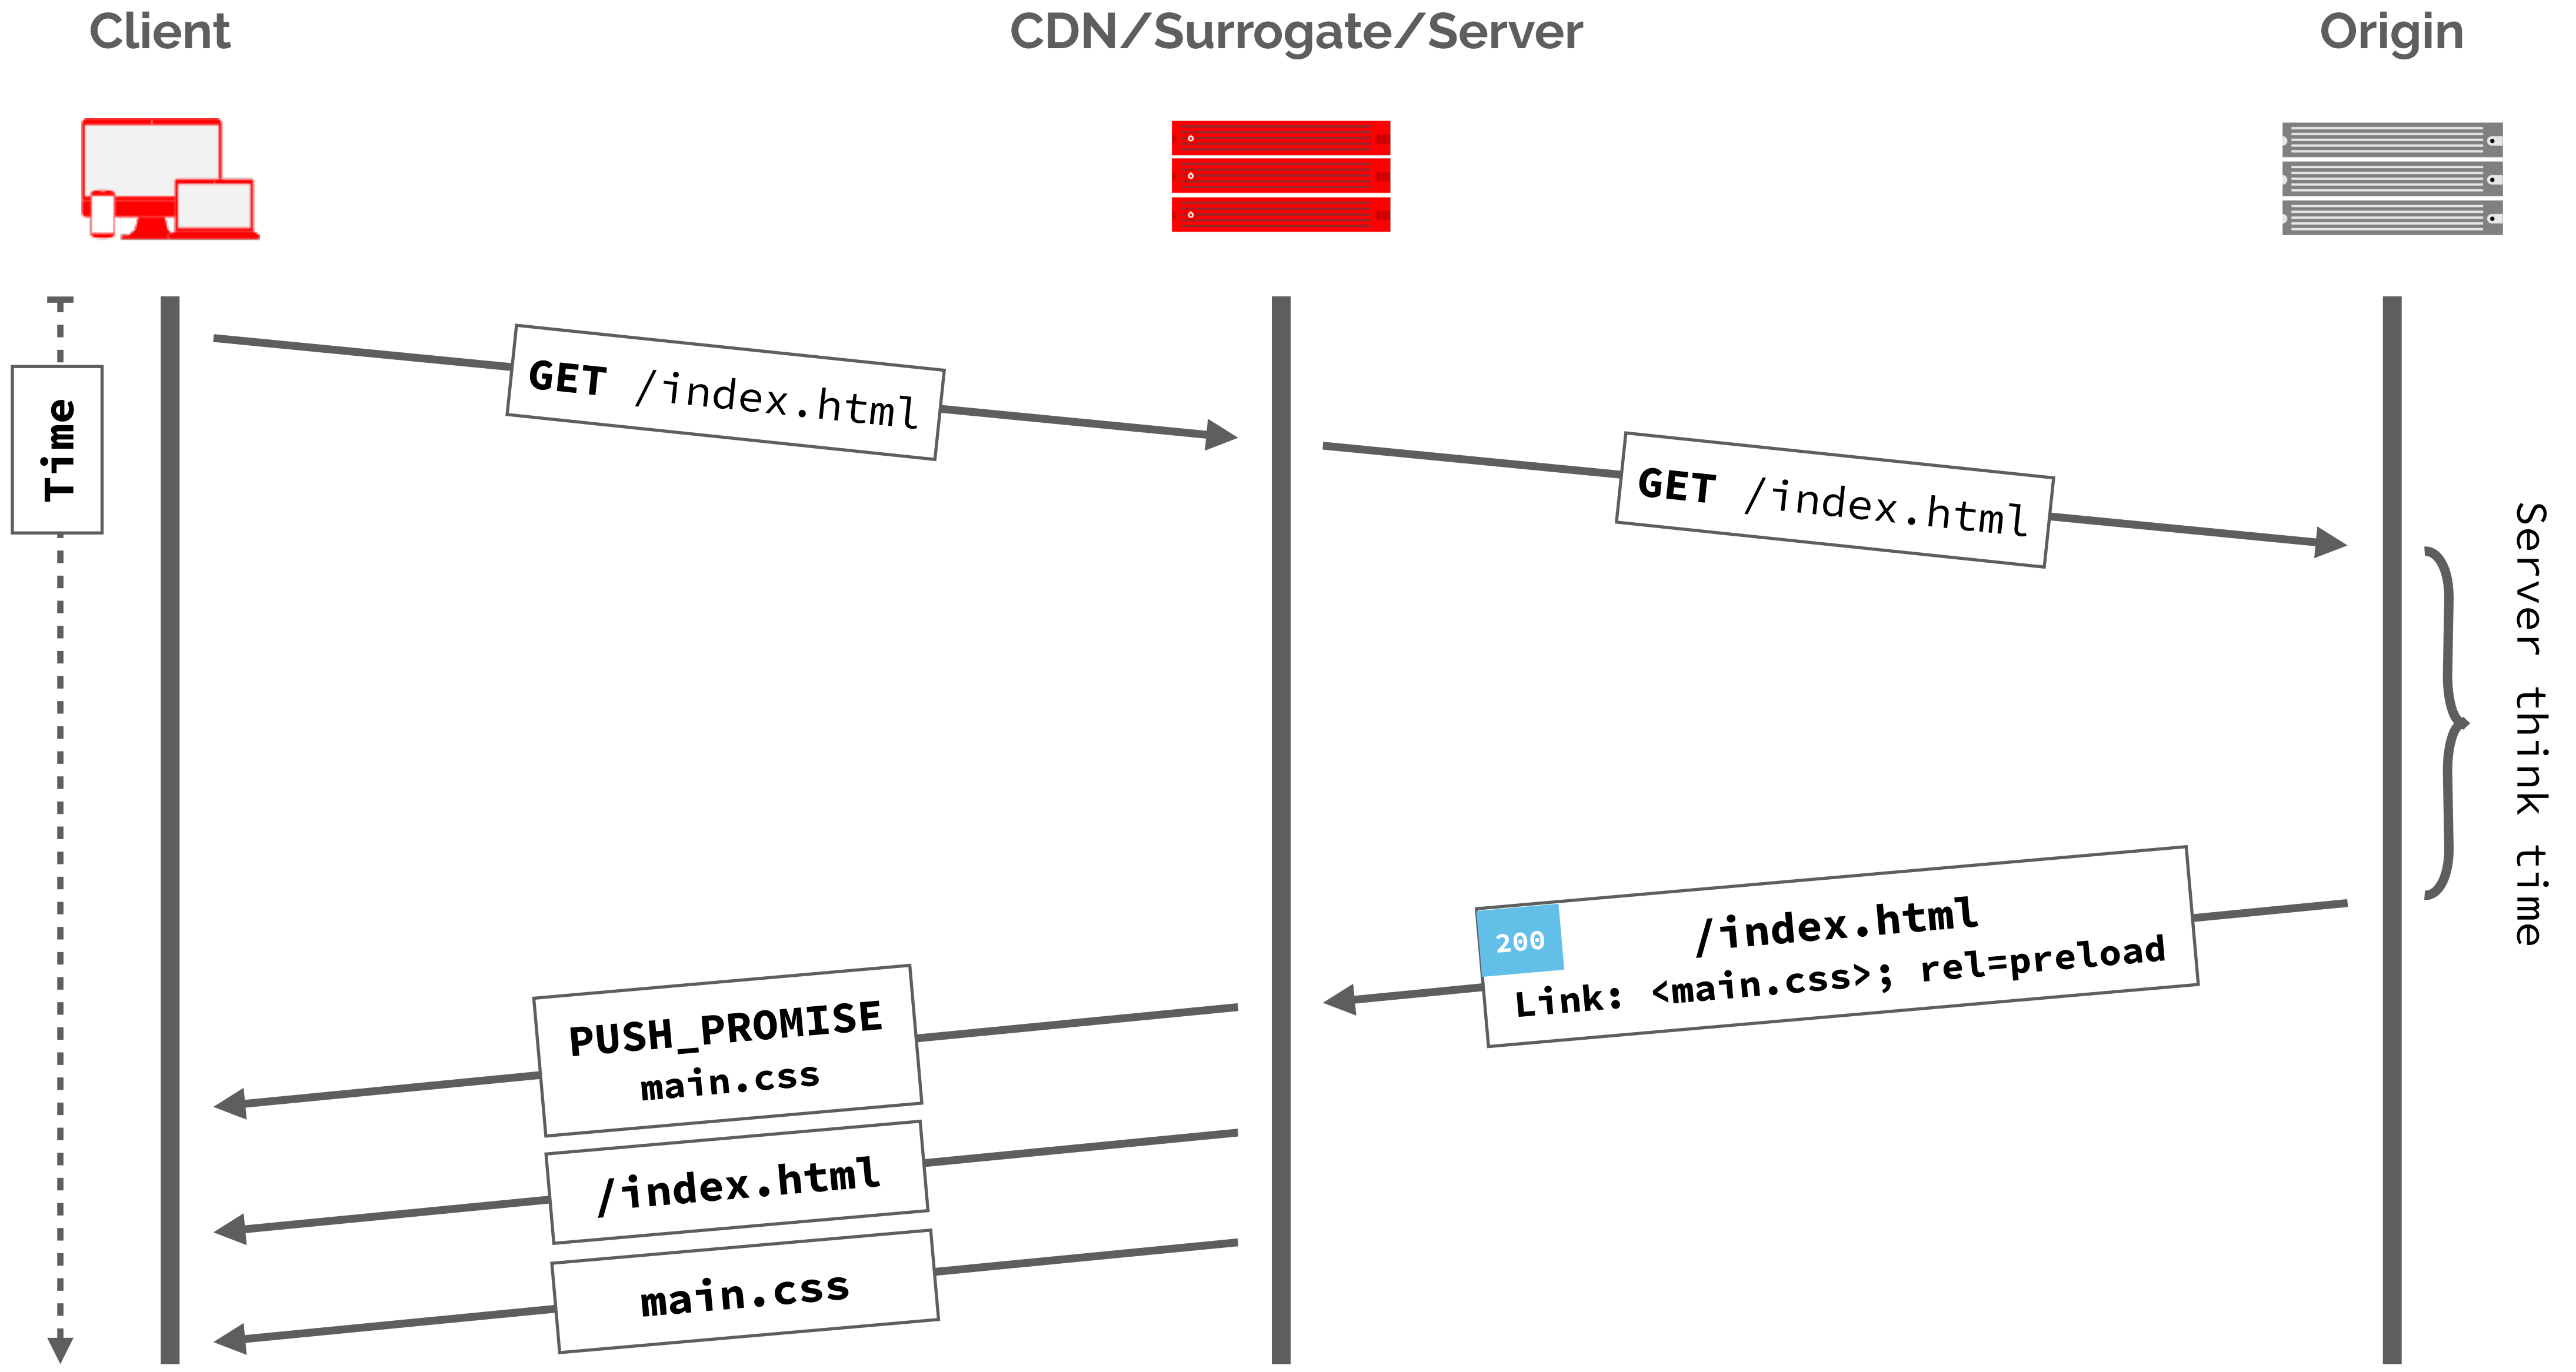 Client
CDN/Surrogate/Server
Origin
Time
GET /index.html
GET /index.html
Server think time
200
/index.html
Link: <main.css>; rel=preload
PUSH_PROMISE
main.css
/index.html
main.css